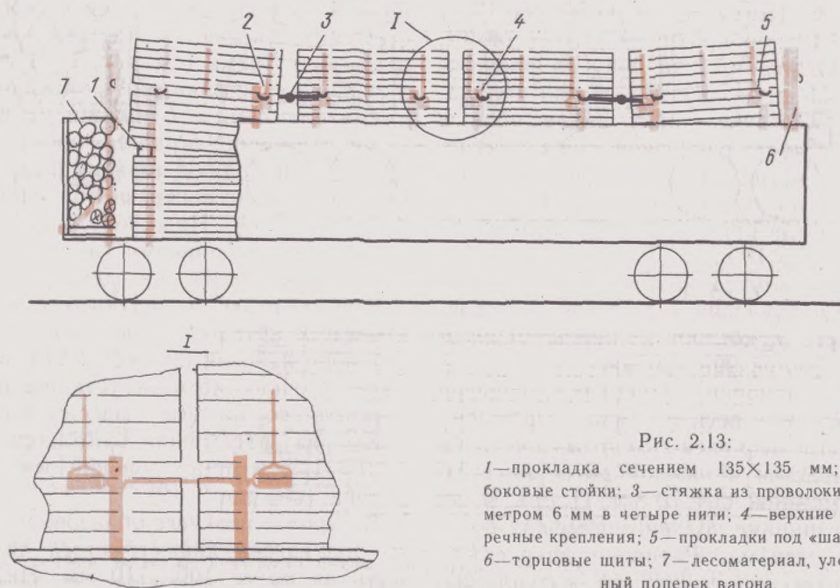 2
3
I
4
5
7
1
6
I
Рис. 2.13:
1—прокладка сечением 135×135 мм;
боковые стойки; 3—стяжка из проволоки
метром 6 мм в четыре нити; 4—верхние
речные крепления; 5—прокладки под «ша
6—торцовые щиты; 7—лесоматериал, уло
ный поперек вагона